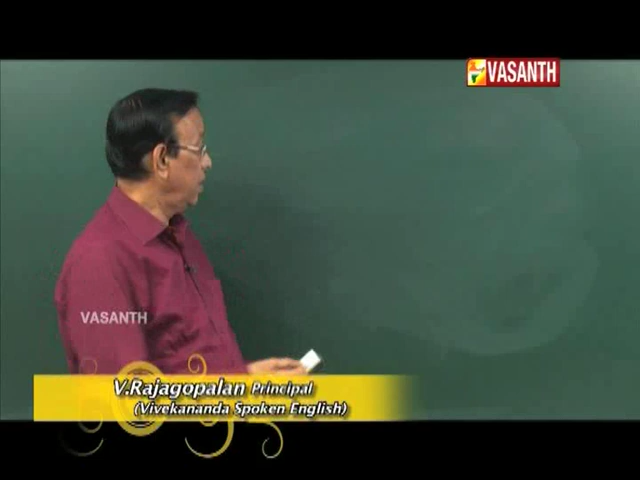 VASANTH
VASANTH
V.Rajagopalan Principal
(Vivekananda Spoken English)